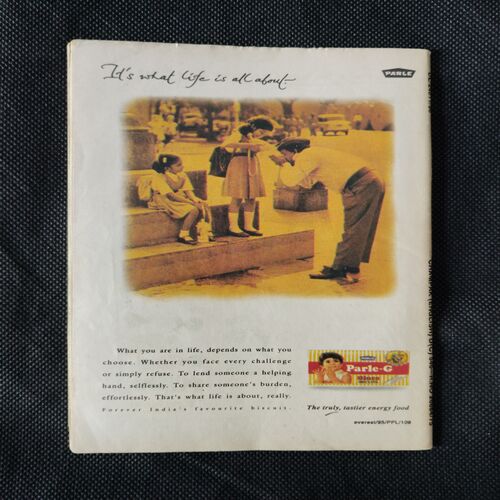 It's what life is all about.
PARLE
What you are in life, depends on what you
choose. Whether you face every challenge
or simply refuse. To lend someone a helping
hand, selflessly. To share someone's burden,
effortlessly. That's what life is about, really.
Forever India's favourite biscuit.
PARLE
Parle-G
The truly, tastier energy food
everest/95/PPL/109